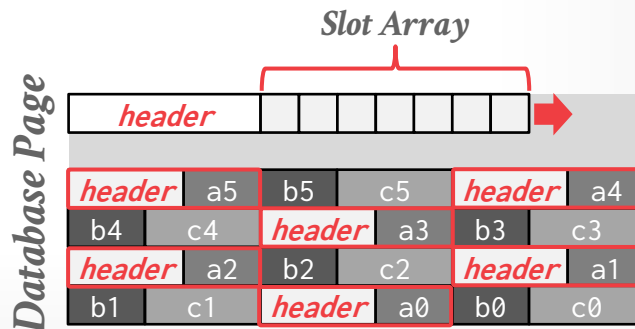 Slot Array
Database Page
header
header a5 b5 c5 header a4
b4 c4 header a3 b3 c3
header a2 b2 c2 header a1
b1 c1 header a0 b0 c0